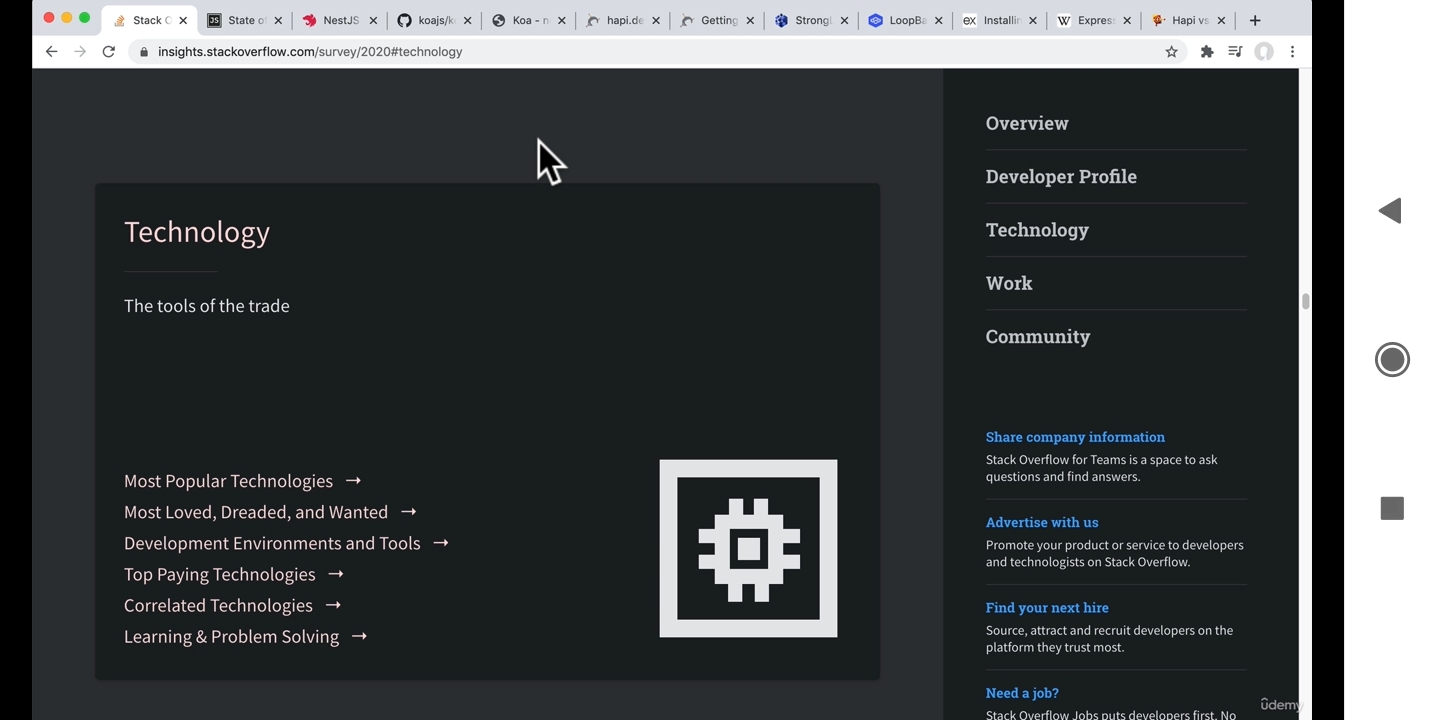 Stack O
State of
NestJS
koajs/k
Koa - n
hapi.de
Getting
StrongL
LoopBa
Installin
Express
Hapi vs
insights.stackoverflow.com/survey/2020#technology
Technology
The tools of the trade
Most Popular Technologies →
Most Loved, Dreaded, and Wanted →
Development Environments and Tools →
Top Paying Technologies →
Correlated Technologies →
Learning & Problem Solving →
Overview
Developer Profile
Technology
Work
Community
Share company information
Stack Overflow for Teams is a space to ask
questions and find answers.
Advertise with us
Promote your product or service to developers
and technologists on Stack Overflow.
Find your next hire
Source, attract and recruit developers on the
platform they trust most.
Need a job?
Stack Overflow Jobs puts developers first. No
ûdemy